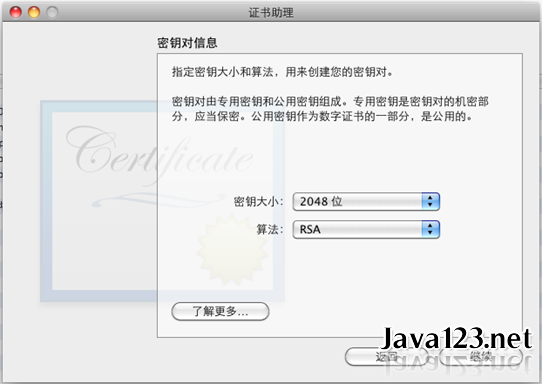 证书助理
密钥对信息
指定密钥大小和算法，用来创建您的密钥对。
密钥对由专用密钥和公用密钥组成。专用密钥是密钥对的机密部
分，应当保密。公用密钥作为数字证书的一部分，是公用的。
Certificate
密钥大小： 2048 位
算法： RSA
了解更多...
Java123.net
返回 继续